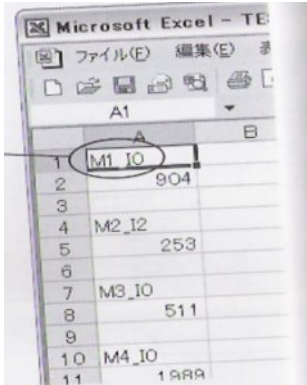 Microsoft Excel - TE
ファイル(F) 編集(E)
A1
A B
1 M1_IO
2 904
3
4 M2_I2
5 253
6
7 M3_IO
8 511
9
10 M4_IO
11 1989